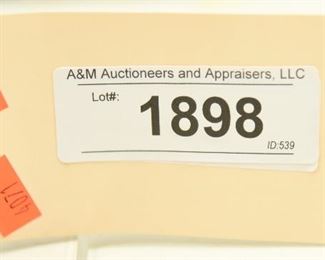 A&M Auctioneers and Appraisers, LLC
Lot#:
1898
ID:539